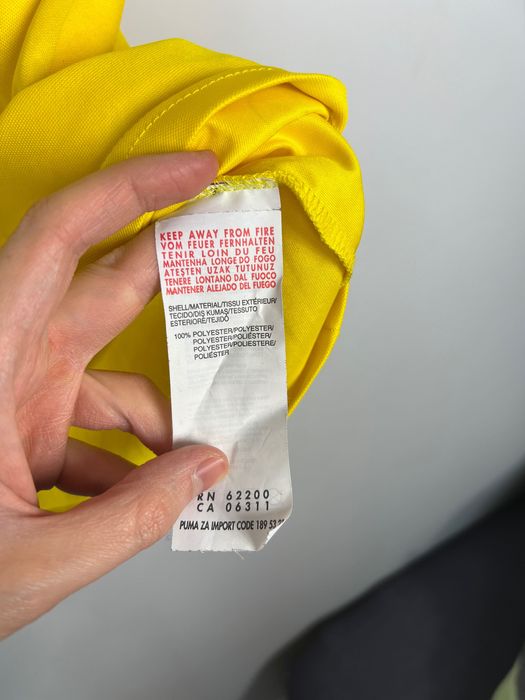 KEEP AWAY FROM FIRE
VOM FEUER FERNHALTEN
TENIR LOIN DU FEU
MANTENHA LONGE DO FOGO
ATEŞTEN UZAK TUTUNUZ
TENERE LONTANO DAL FUOCO
MANTENER ALEJADO DEL FUEGO
SHELL/MATERIAL/TISSU EXTÉRIEUR/
TECIDO/DIŞ KUMAŞ/TESSUTO
ESTERIORE/TEJIDO
100% POLYESTER/POLYESTER/
POLYESTER/POLIÉSTER/
POLYESTER/POLIESTERE/
POLIÉSTER
RN 62200
CA 06311
PUMA ZA IMPORT CODE 189 53